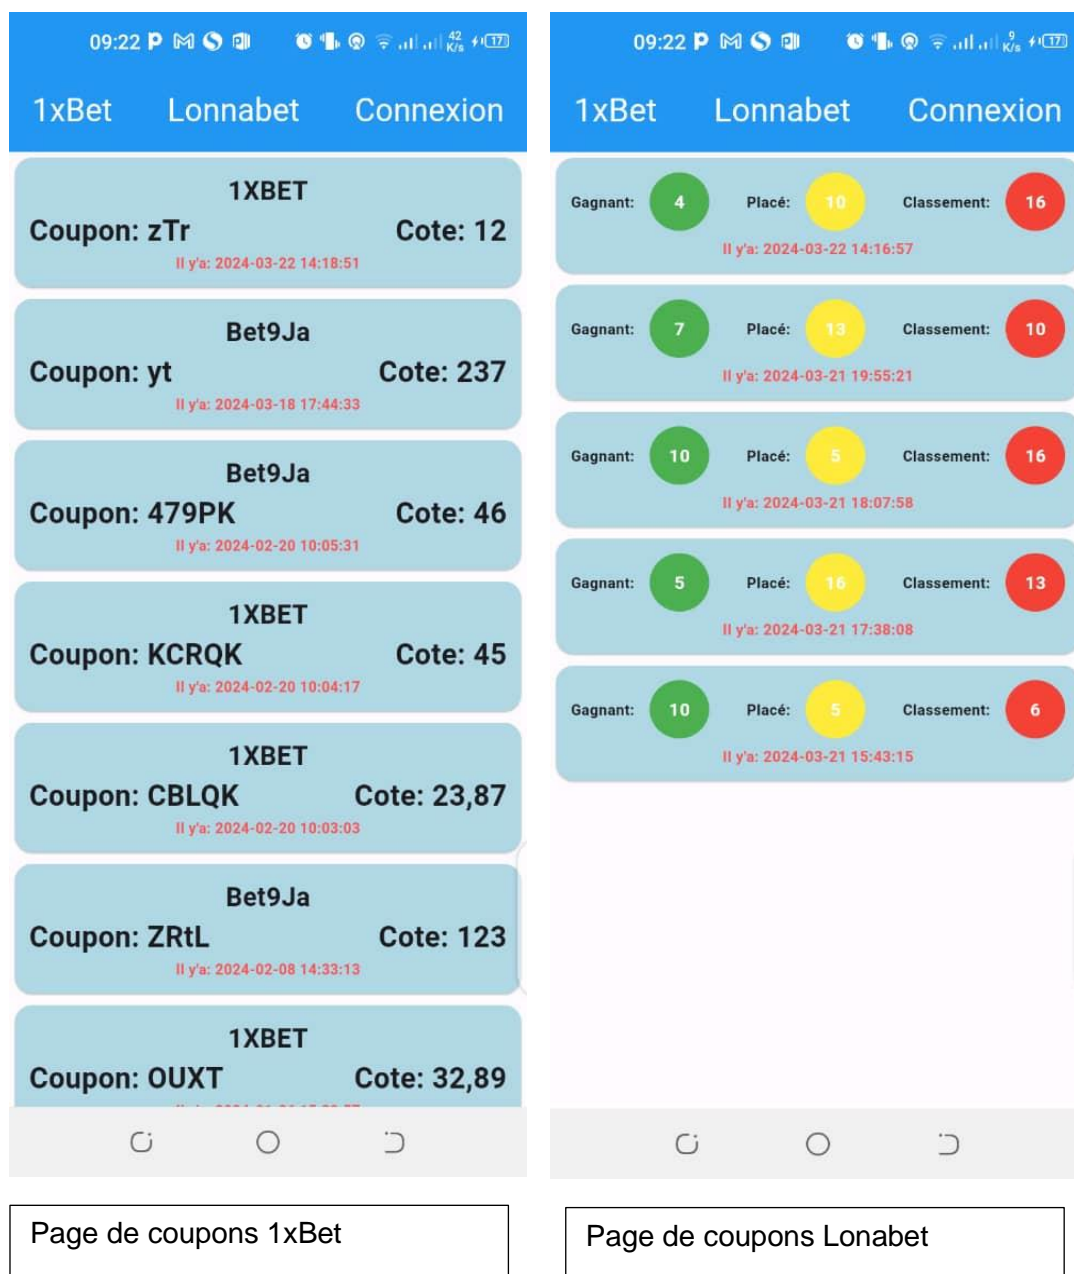 09:22 42 K/s 17
1xBet Lonnabet Connexion
1XBET
Coupon: zTr Cote: 12
Il y'a: 2024-03-22 14:18:51
Bet9Ja
Coupon: yt Cote: 237
Il y'a: 2024-03-18 17:44:33
Bet9Ja
Coupon: 479PK Cote: 46
Il y'a: 2024-02-20 10:05:31
1XBET
Coupon: KCRQK Cote: 45
Il y'a: 2024-02-20 10:04:17
1XBET
Coupon: CBLQK Cote: 23,87
Il y'a: 2024-02-20 10:03:03
Bet9Ja
Coupon: ZRtL Cote: 123
Il y'a: 2024-02-08 14:33:13
1XBET
Coupon: OUXT Cote: 32,89
Page de coupons 1xBet
09:22 9 K/s 17
1xBet Lonnabet Connexion
Gagnant: 4 Placé: 10 Classement: 16
Il y'a: 2024-03-22 14:16:57
Gagnant: 7 Placé: 13 Classement: 10
Il y'a: 2024-03-21 19:55:21
Gagnant: 10 Placé: 5 Classement: 16
Il y'a: 2024-03-21 18:07:58
Gagnant: 5 Placé: 16 Classement: 13
Il y'a: 2024-03-21 17:38:08
Gagnant: 10 Placé: 5 Classement: 6
Il y'a: 2024-03-21 15:43:15
Page de coupons Lonabet